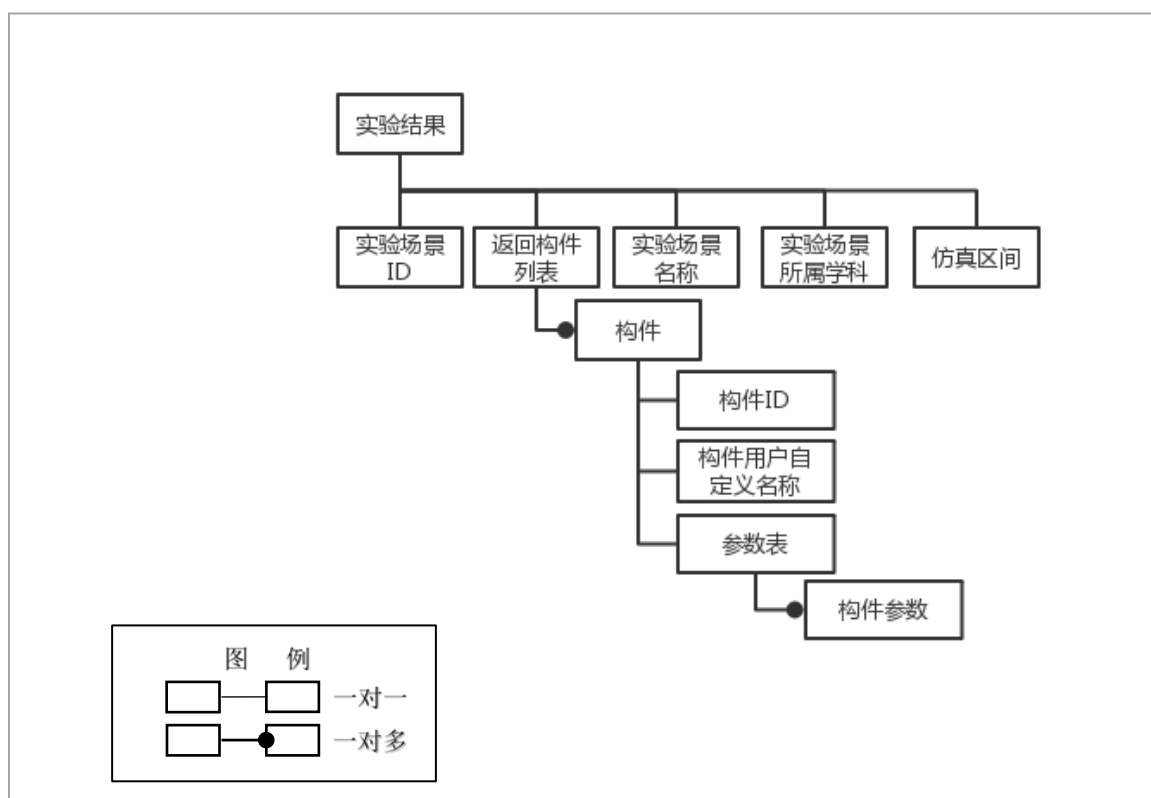 实验结果
实验场景
ID
返回构件
列表
实验场景
名称
实验场景
所属学科
仿真区间
构件
构件ID
构件用户自
定义名称
参数表
构件参数
图 例
一对一
一对多